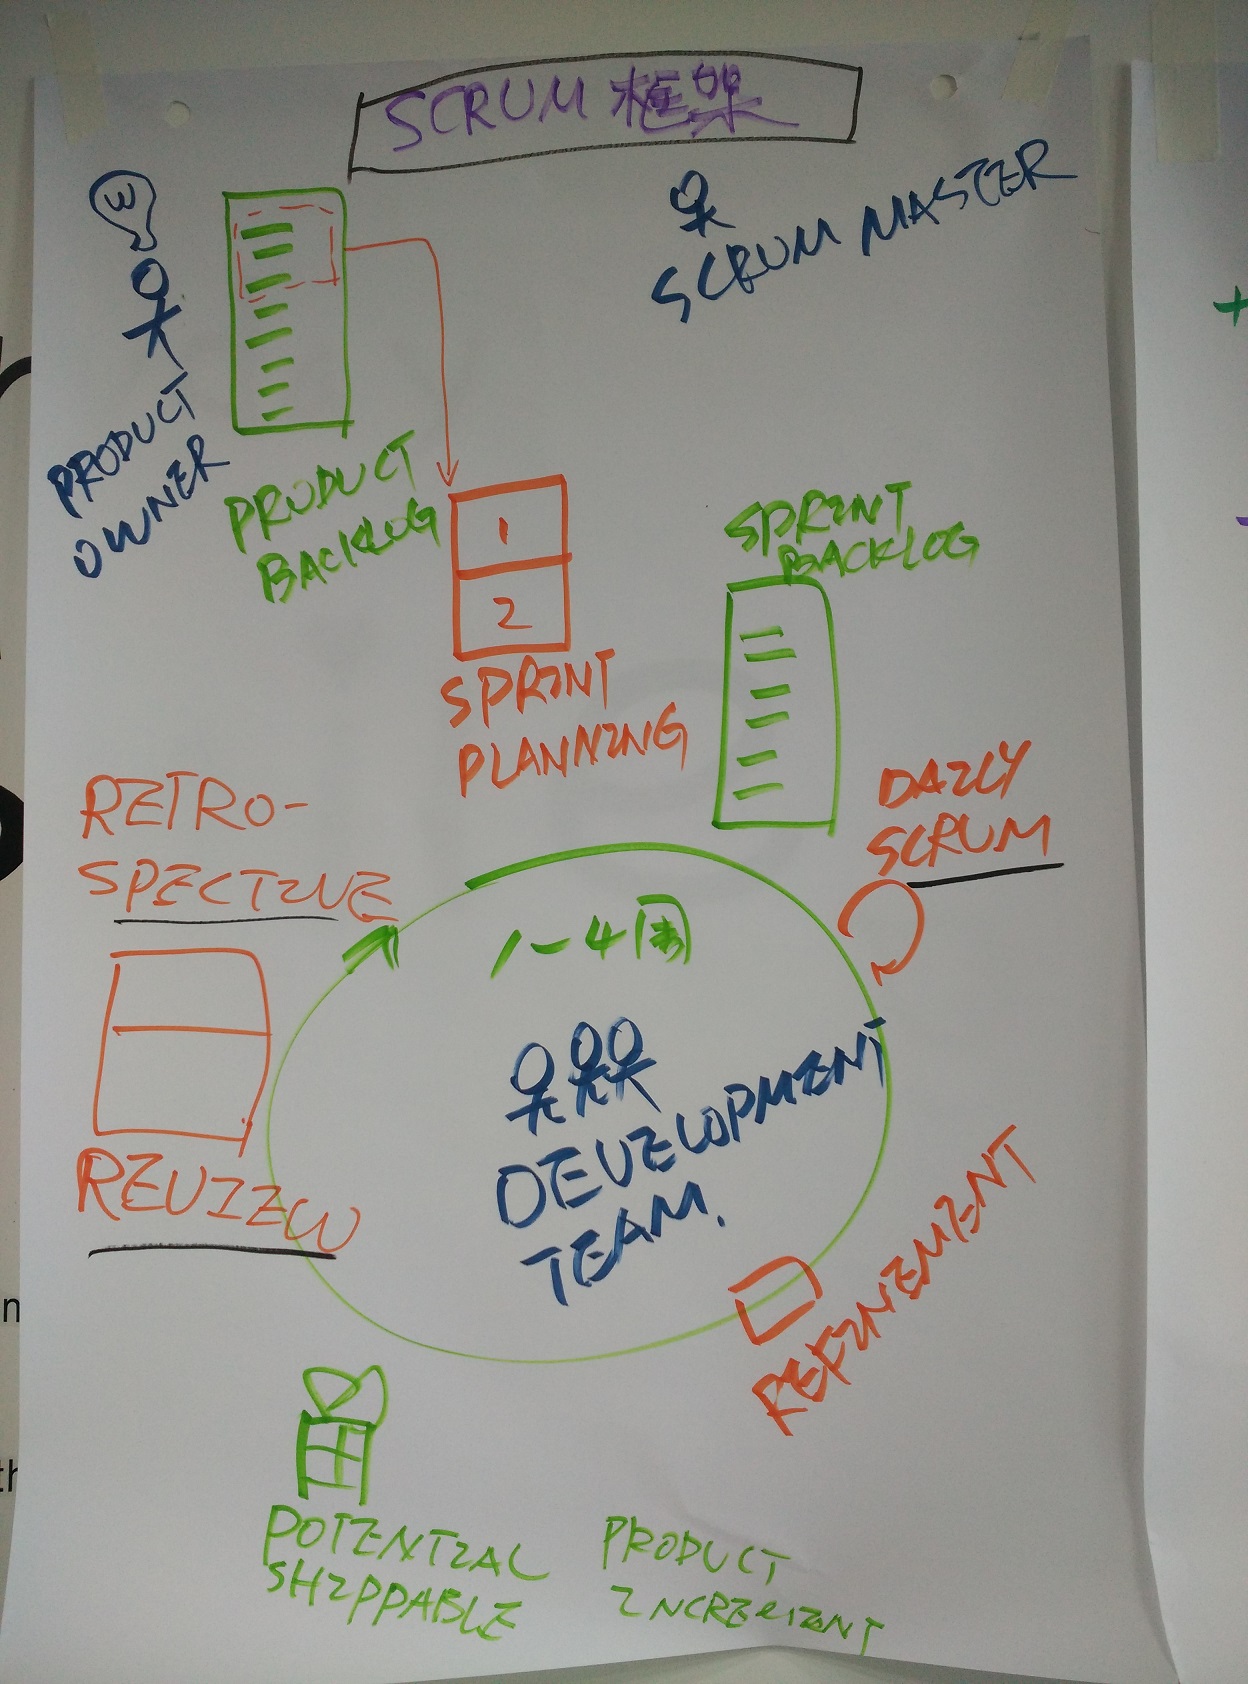 SCRUM 框架
SCRUM MASTER
PRODUCT
OWNER
PRODUCT
BACKLOG
1
2
SPRINT
PLANNING
SPRINT
BACKLOG
DAILY
SCRUM
RETRO-
SPECTIVE
REVIEW
1-4周
DEVELOPMENT
TEAM.
REFINEMENT
POTENTIAL
SHIPPABLE
PRODUCT
INCREMENT